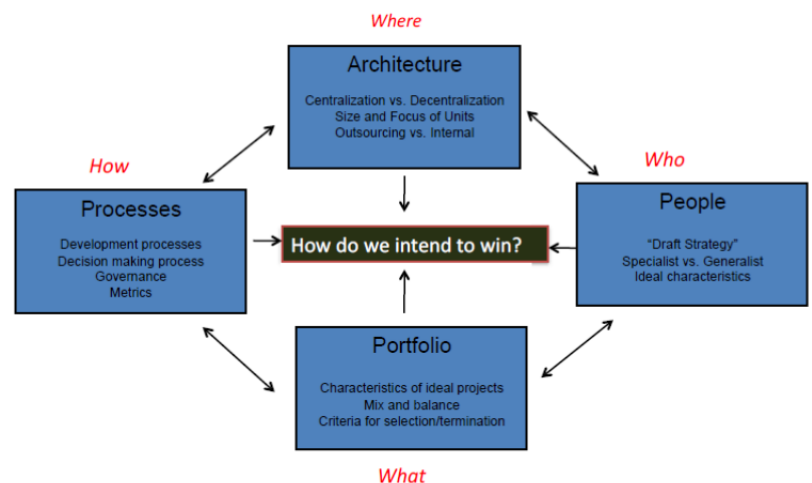 Where
Architecture
Centralization vs. Decentralization
Size and Focus of Units
Outsourcing vs. Internal
How
Who
Processes
Development processes
Decision making process
Governance
Metrics
How do we intend to win?
People
"Draft Strategy"
Specialist vs. Generalist
Ideal characteristics
Portfolio
Characteristics of ideal projects
Mix and balance
Criteria for selection/termination
What